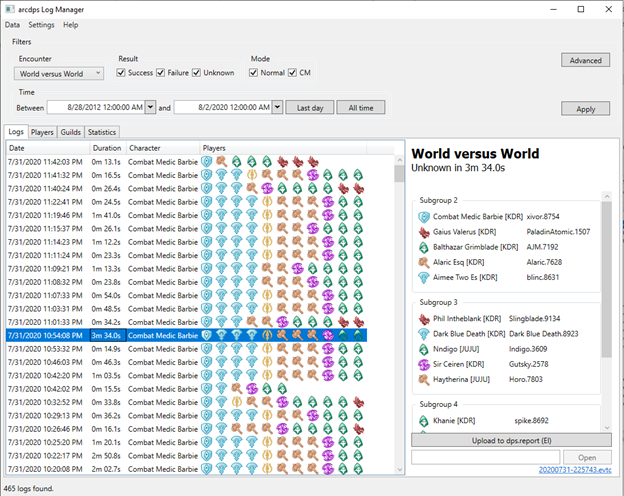 arcdps Log Manager
Data Settings Help
Filters
Encounter Result Mode
World versus World Success Failure Unknown Normal CM Advanced
Time
Between 8/28/2012 12:00:00 AM and 8/2/2020 12:00:00 AM Last day All time Apply
Logs Players Guilds Statistics
Date Duration Character Players
7/31/2020 11:42:03 PM 0m 13.1s Combat Medic Barbie
7/31/2020 11:41:32 PM 0m 16.5s Combat Medic Barbie
7/31/2020 11:40:24 PM 0m 26.4s Combat Medic Barbie
7/31/2020 11:22:41 PM 0m 24.5s Combat Medic Barbie
7/31/2020 11:19:46 PM 1m 41.0s Combat Medic Barbie
7/31/2020 11:15:37 PM 0m 26.1s Combat Medic Barbie
7/31/2020 11:14:23 PM 1m 12.2s Combat Medic Barbie
7/31/2020 11:11:24 PM 0m 23.3s Combat Medic Barbie
7/31/2020 11:09:21 PM 1m 13.3s Combat Medic Barbie
7/31/2020 11:08:32 PM 0m 23.8s Combat Medic Barbie
7/31/2020 11:07:33 PM 0m 54.0s Combat Medic Barbie
7/31/2020 11:03:31 PM 0m 48.5s Combat Medic Barbie
7/31/2020 11:01:33 PM 0m 34.2s Combat Medic Barbie
7/31/2020 10:54:08 PM 3m 34.0s Combat Medic Barbie
7/31/2020 10:53:32 PM 0m 14.9s Combat Medic Barbie
7/31/2020 10:46:03 PM 0m 46.3s Combat Medic Barbie
7/31/2020 10:42:20 PM 1m 03.5s Combat Medic Barbie
7/31/2020 10:42:02 PM 0m 15.5s Combat Medic Barbie
7/31/2020 10:32:52 PM 0m 33.8s Combat Medic Barbie
7/31/2020 10:29:13 PM 0m 36.2s Combat Medic Barbie
7/31/2020 10:26:46 PM 0m 16.1s Combat Medic Barbie
7/31/2020 10:25:20 PM 1m 20.1s Combat Medic Barbie
7/31/2020 10:22:17 PM 2m 50.8s Combat Medic Barbie
7/31/2020 10:20:08 PM 2m 02.7s Combat Medic Barbie
World versus World
Unknown in 3m 34.0s
Subgroup 2
Combat Medic Barbie [KDR] xivor.8754
Gaius Valerus [KDR] PaladinAtomic.1507
Balthazar Grimblade [KDR] AJM.7192
Alaric Esq [KDR] Alaric.7628
Aimee Two Es [KDR] blinc.8631
Subgroup 3
Phil Intheblank [KDR] Slingblade.9134
Dark Blue Death [KDR] Dark Blue Death.8923
Nndigo [JUJU] Indigo.3609
Sir Ceiren [KDR] Gutsky.2578
Haytherina [JUJU] Horo.7803
Subgroup 4
Khanie [KDR] spike.8692
Upload to dps.report (EI)
Open
20200731-225743.evtc
465 logs found.